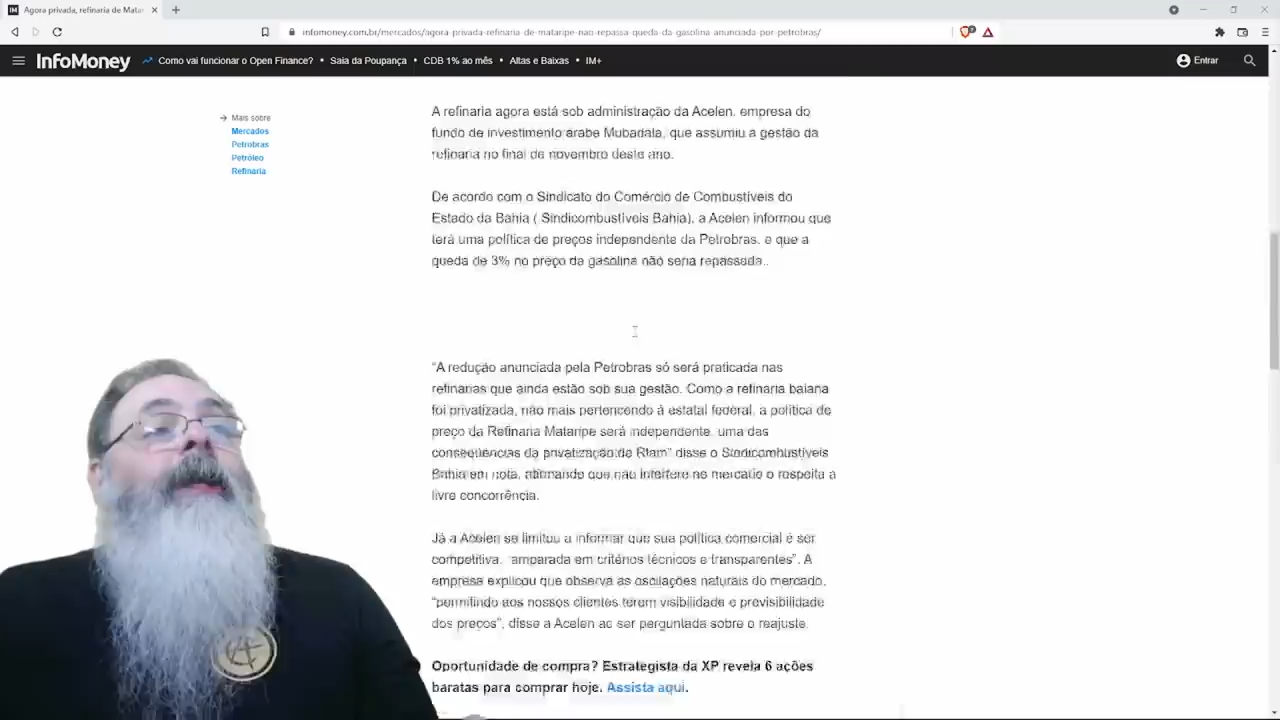 Agora privada, refinaria de Matar
infomoney.com.br/mercados/agora-privada-refinaria-de-mataripe-nao-repassa-queda-da-gasolina-anunciada-por-petrobras/
InfoMoney
Como vai funcionar o Open Finance? • Saia da Poupança • CDB 1% ao mês • Altas e Baixas • IM+
Entrar
Mais sobre
Mercados
Petrobras
Petróleo
Refinaria
A refinaria agora está sob administração da Acelen, empresa do
fundo de investimento árabe Mubadala, que assumiu a gestão da
refinaria no final de novembro deste ano.
De acordo com o Sindicato do Comércio de Combustíveis do
Estado da Bahia ( Sindicombustíveis Bahia), a Acelen informou que
terá uma política de preços independente da Petrobras, e que a
queda de 3% no preço da gasolina não seria repassada..
“A redução anunciada pela Petrobras só será praticada nas
refinarias que ainda estão sob sua gestão. Como a refinaria baiana
foi privatizada, não mais pertencendo à estatal federal, a política de
preço da Refinaria Mataripe será independente, uma das
consequências da privatização da Rlam” disse o Sindicombustíveis
Bahia em nota, afirmando que não interfere no mercado e respeita a
livre concorrência.
Já a Acelen se limitou a informar que sua política comercial é ser
competitiva, “amparada em critérios técnicos e transparentes”. A
empresa explicou que observa as oscilações naturais do mercado,
“permitindo aos nossos clientes terem visibilidade e previsibilidade
dos preços”, disse a Acelen ao ser perguntada sobre o reajuste.
Oportunidade de compra? Estrategista da XP revela 6 ações
baratas para comprar hoje. Assista aqui.